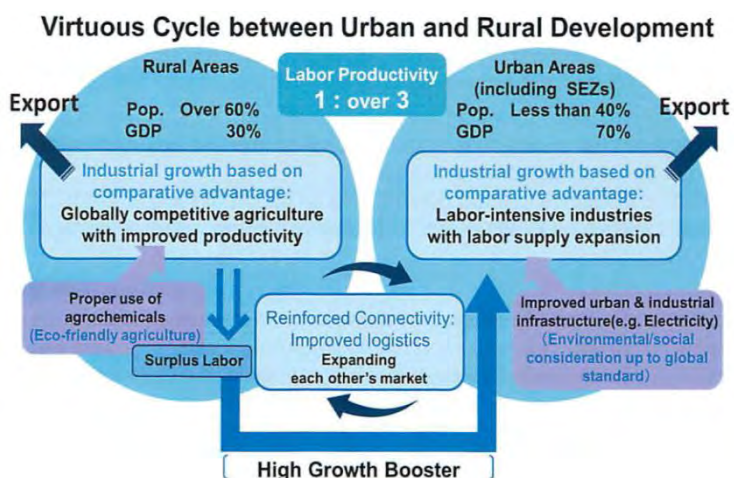 Virtuous Cycle between Urban and Rural Development
Rural Areas
Pop. Over 60%
GDP 30%
Labor Productivity
1 : over 3
Urban Areas
(including SEZs)
Pop. Less than 40%
GDP 70%
Export
Export
Industrial growth based on
comparative advantage:
Globally competitive agriculture
with improved productivity
Industrial growth based on
comparative advantage:
Labor-intensive industries
with labor supply expansion
Proper use of
agrochemicals
(Eco-friendly agriculture)
Surplus Labor
Reinforced Connectivity:
Improved logistics
Expanding
each other's market
Improved urban & industrial
infrastructure(e.g. Electricity)
(Environmental/social
consideration up to global
standard)
High Growth Booster